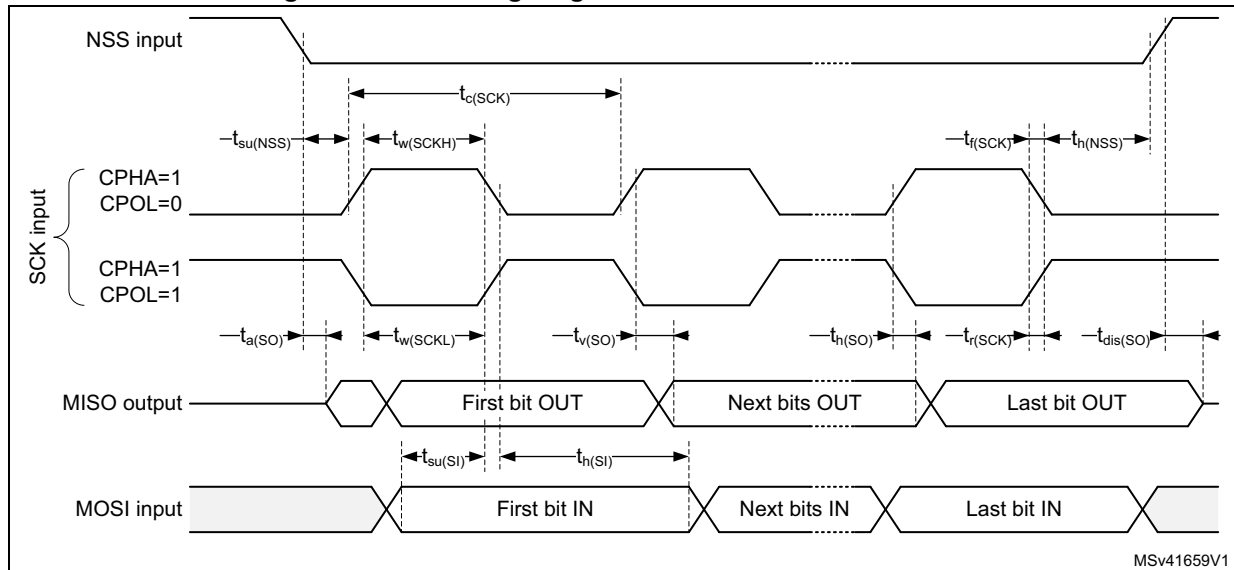 NSS input
tc(SCK)
tsu(NSS) tw(SCKH) tf(SCK) th(NSS)
SCK input
CPHA=1
CPOL=0
CPHA=1
CPOL=1
ta(SO) tw(SCKL) tv(SO) th(SO) tr(SCK) tdis(SO)
MISO output First bit OUT Next bits OUT Last bit OUT
tsu(SI) th(SI)
MOSI input First bit IN Next bits IN Last bit IN
MSv41659V1